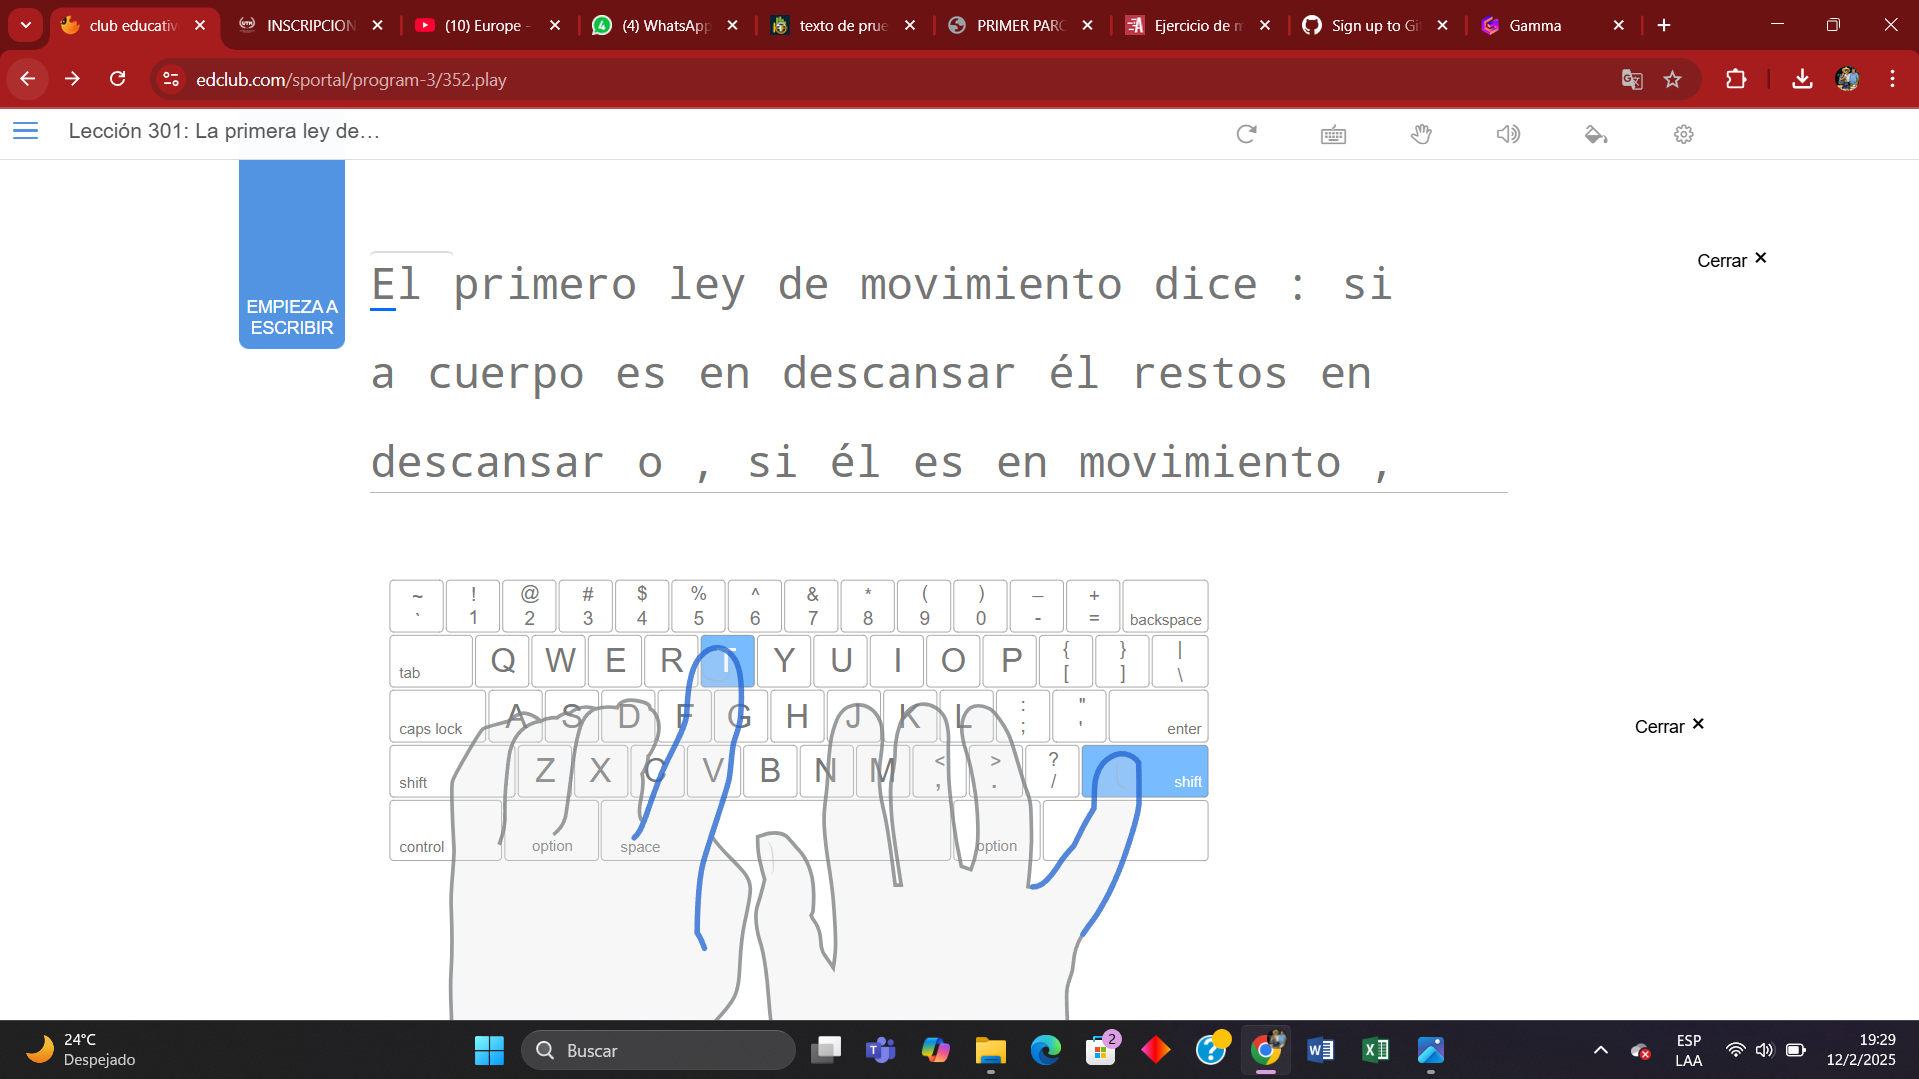 club educativ
INSCRIPCION
(10) Europe -
(4) WhatsApp
texto de prue
PRIMER PARC
Ejercicio de m
Sign up to Git
Gamma
edclub.com/sportal/program-3/352.play
Lección 301: La primera ley de…
EMPIEZA A
ESCRIBIR
El primero ley de movimiento dice : si
a cuerpo es en descansar él restos en
descansar o , si él es en movimiento ,
Cerrar ×
~ ! @ # $ % ^ & * ( ) _ +
` 1 2 3 4 5 6 7 8 9 0 - = backspace
tab Q W E R T Y U I O P { [ } ] | \
caps lock A S D F G H J K L : ; " ' enter
shift Z X C V B N M < , > . ? / shift
control option space option
Cerrar ×
24°C
Despejado
Buscar
2
ESP
LAA
19:29
12/2/2025